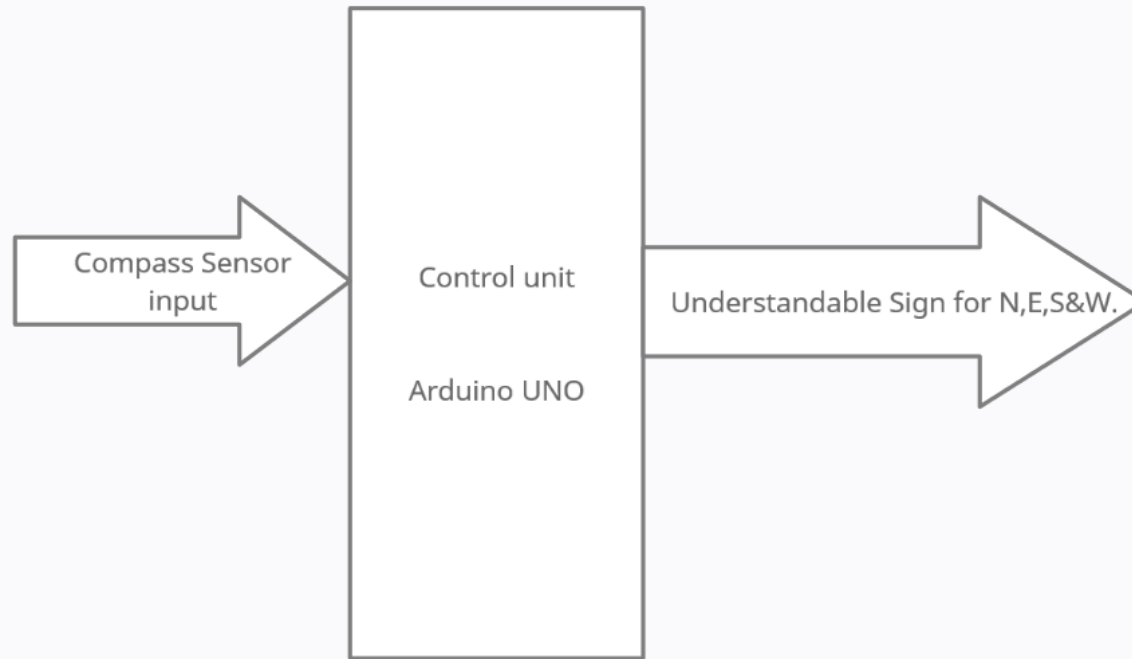 Compass Sensor
input
Control unit
Arduino UNO
Understandable Sign for N,E,S&W.